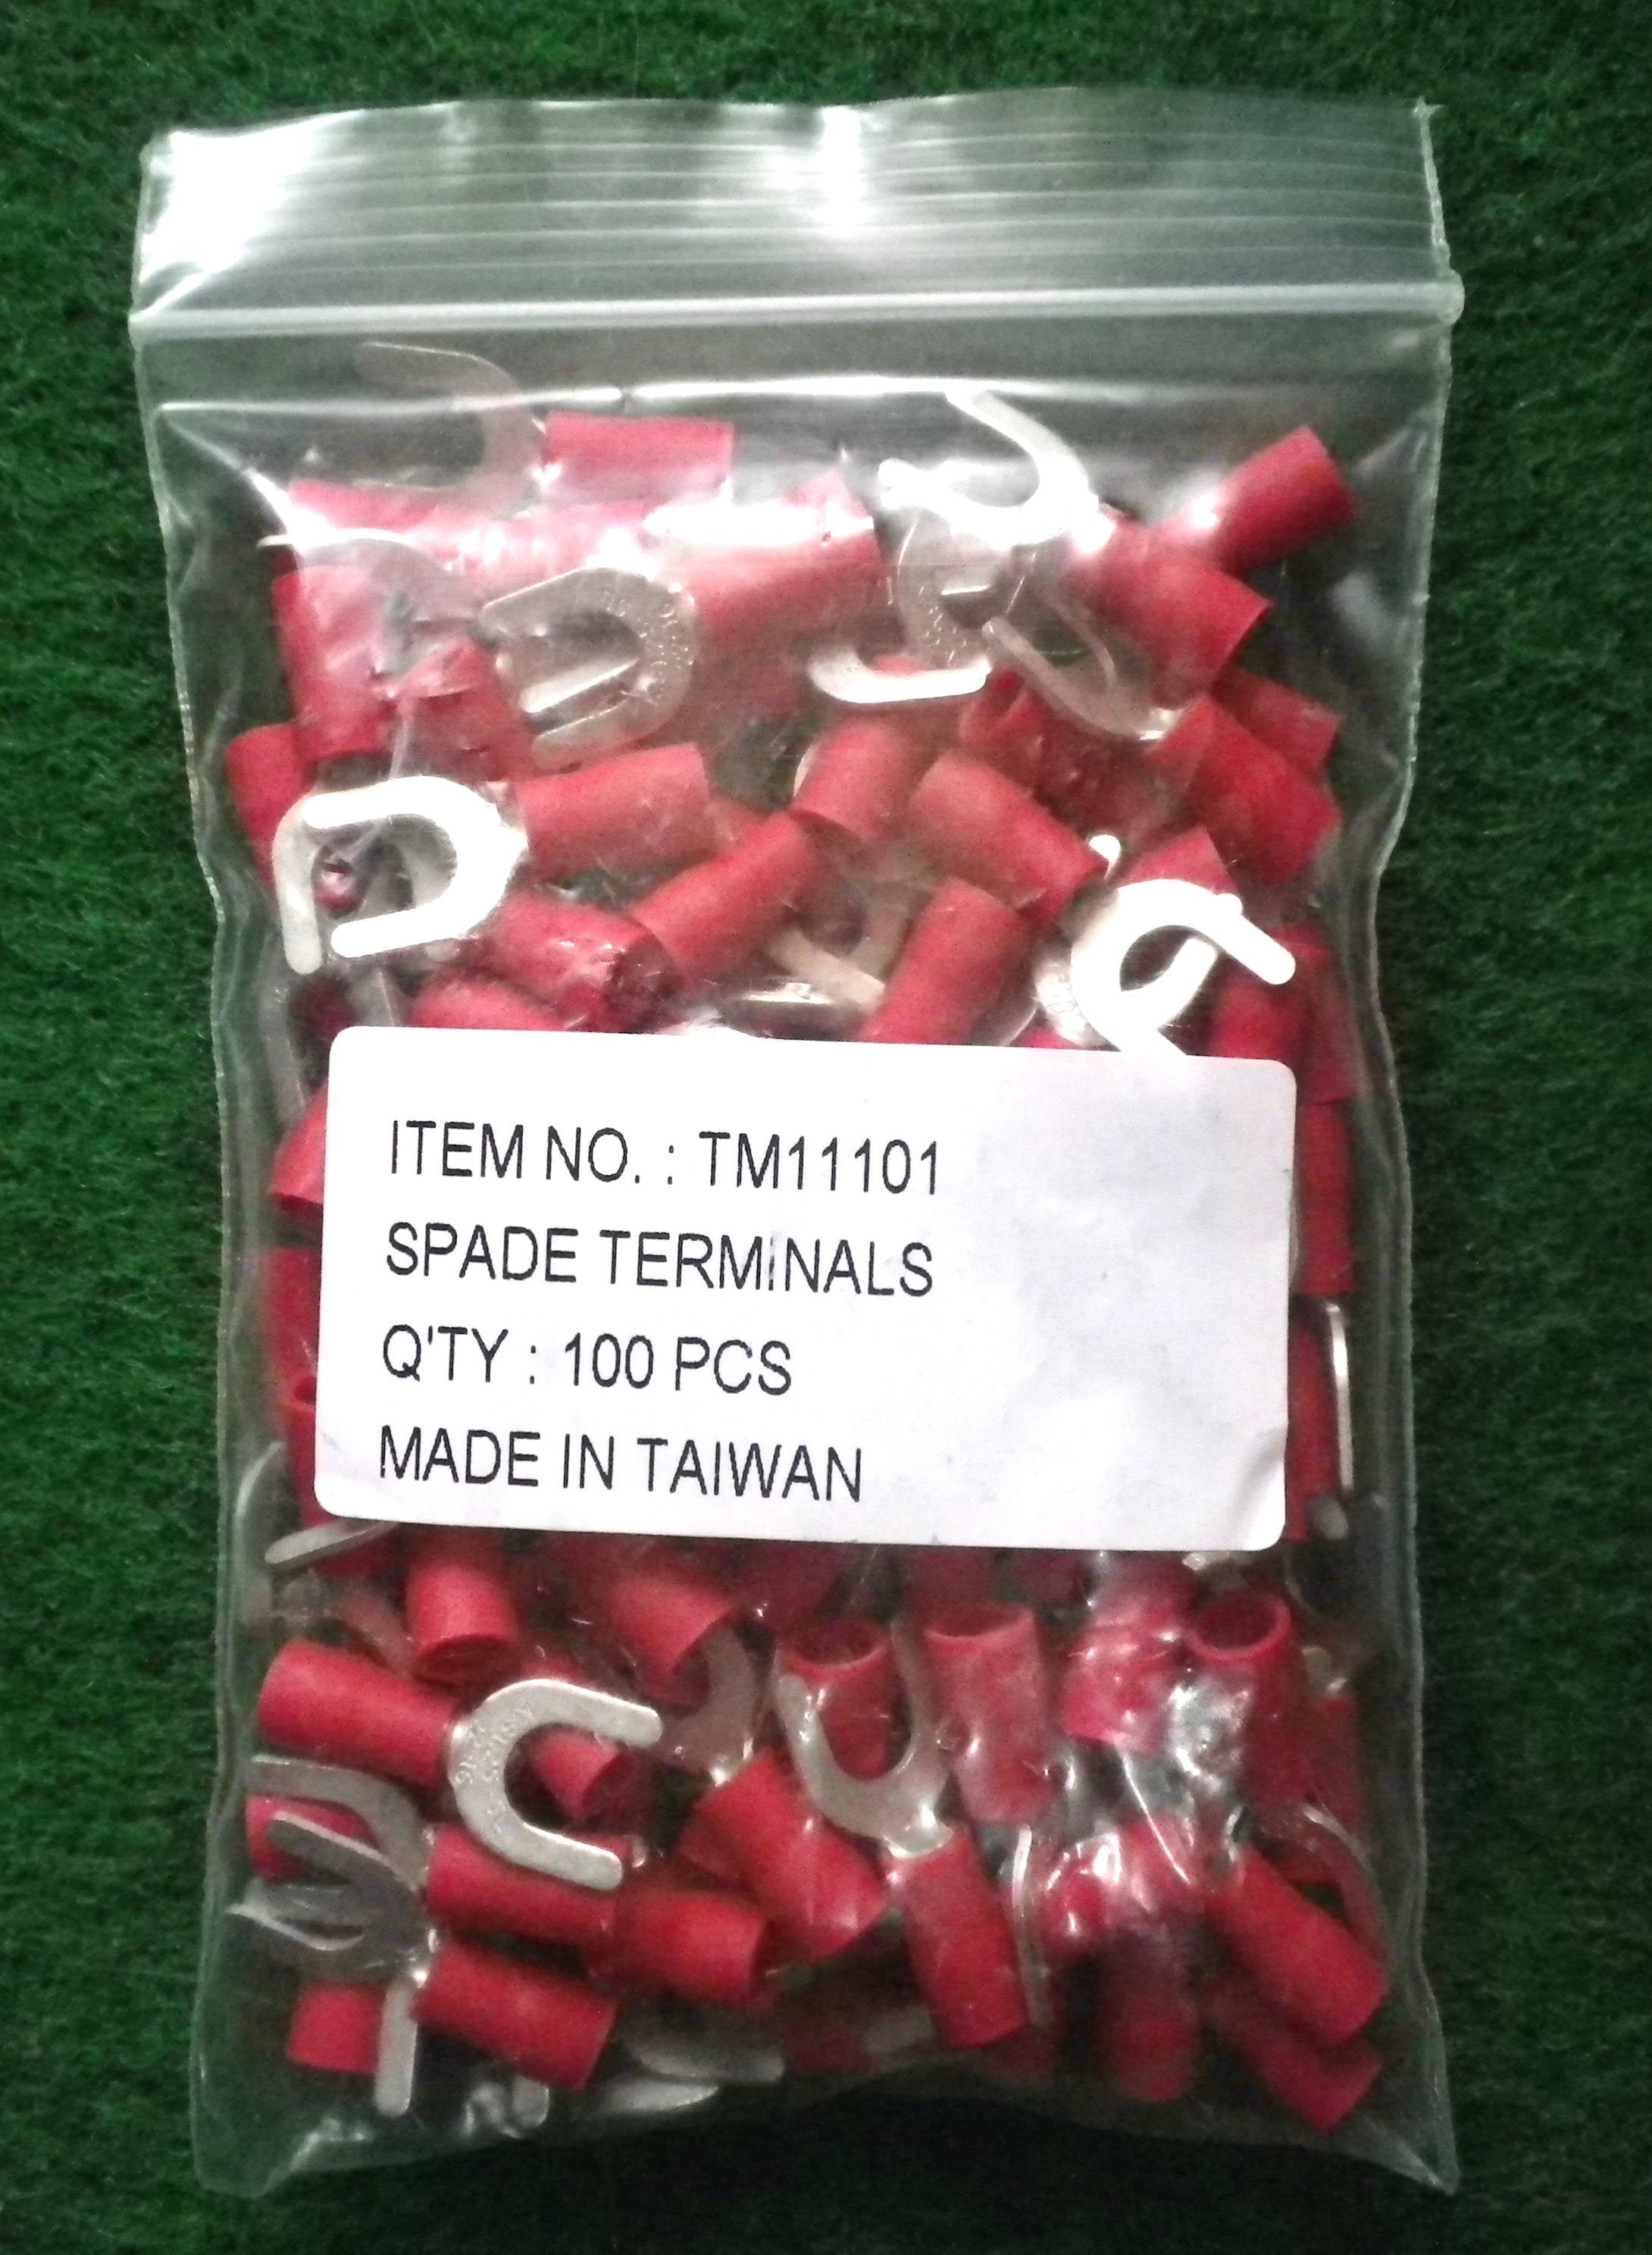 ITEM NO. : TM11101
SPADE TERMINALS
Q'TY : 100 PCS
MADE IN TAIWAN